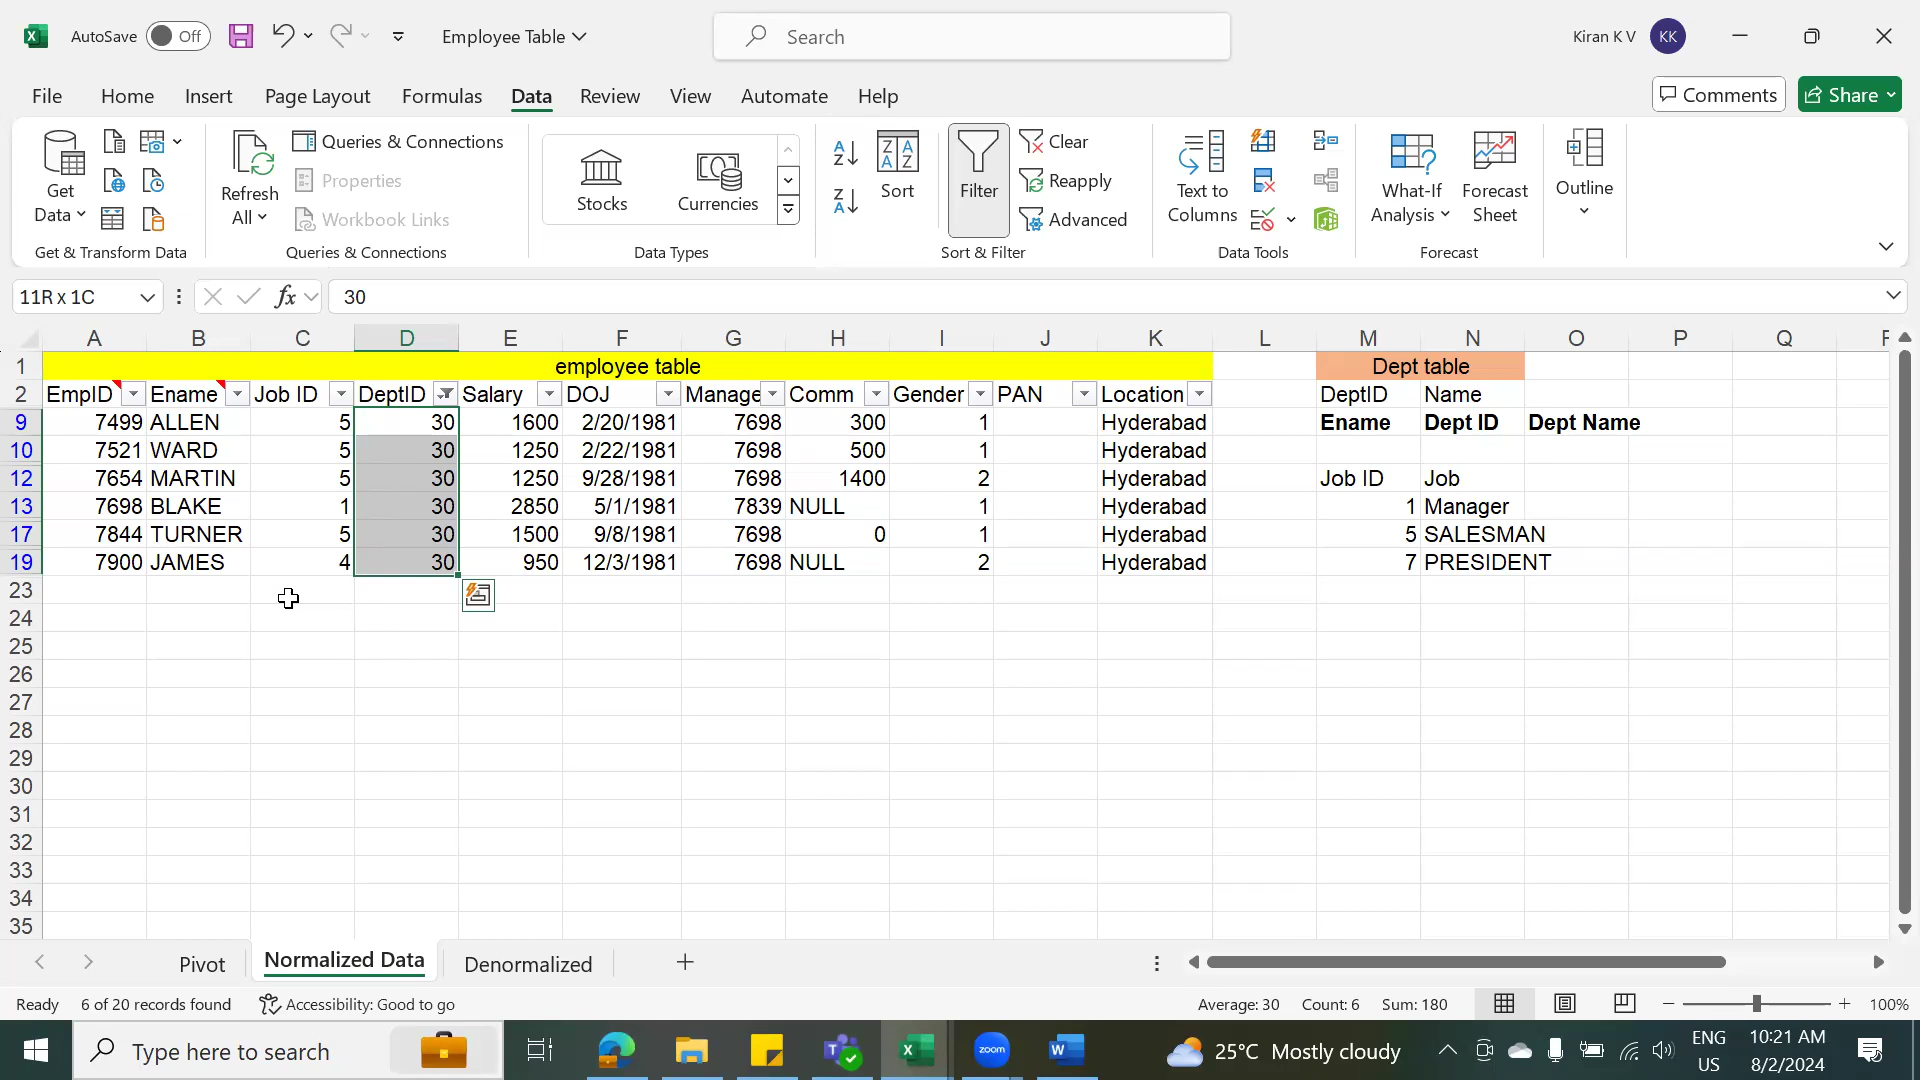 AutoSave Off Employee Table Search Kiran K V KK
File Home Insert Page Layout Formulas Data Review View Automate Help Comments Share
Get Data Refresh All Queries & Connections Properties Workbook Links Stocks Currencies Sort Filter Clear Reapply Advanced Text to Columns What-If Analysis Forecast Sheet Outline
Get & Transform Data Queries & Connections Data Types Sort & Filter Data Tools Forecast
11R x 1C fx 30
A B C D E F G H I J K L M N O P Q
1 employee table Dept table
2 EmpID Ename Job ID DeptID Salary DOJ Manage Comm Gender PAN Location DeptID Name
9 7499 ALLEN 5 30 1600 2/20/1981 7698 300 1 Hyderabad Ename Dept ID Dept Name
10 7521 WARD 5 30 1250 2/22/1981 7698 500 1 Hyderabad
12 7654 MARTIN 5 30 1250 9/28/1981 7698 1400 2 Hyderabad Job ID Job
13 7698 BLAKE 1 30 2850 5/1/1981 7839 NULL 1 Hyderabad 1 Manager
17 7844 TURNER 5 30 1500 9/8/1981 7698 0 1 Hyderabad 5 SALESMAN
19 7900 JAMES 4 30 950 12/3/1981 7698 NULL 2 Hyderabad 7 PRESIDENT
23
24
25
26
27
28
29
30
31
32
33
34
35
Pivot Normalized Data Denormalized
Ready 6 of 20 records found Accessibility: Good to go Average: 30 Count: 6 Sum: 180 100%
Type here to search zoom 25°C Mostly cloudy ENG US 10:21 AM 8/2/2024